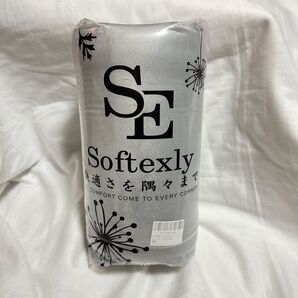 SE
Softexly
快適さを隅々まで
COMFORT COME TO EVERY CORNER